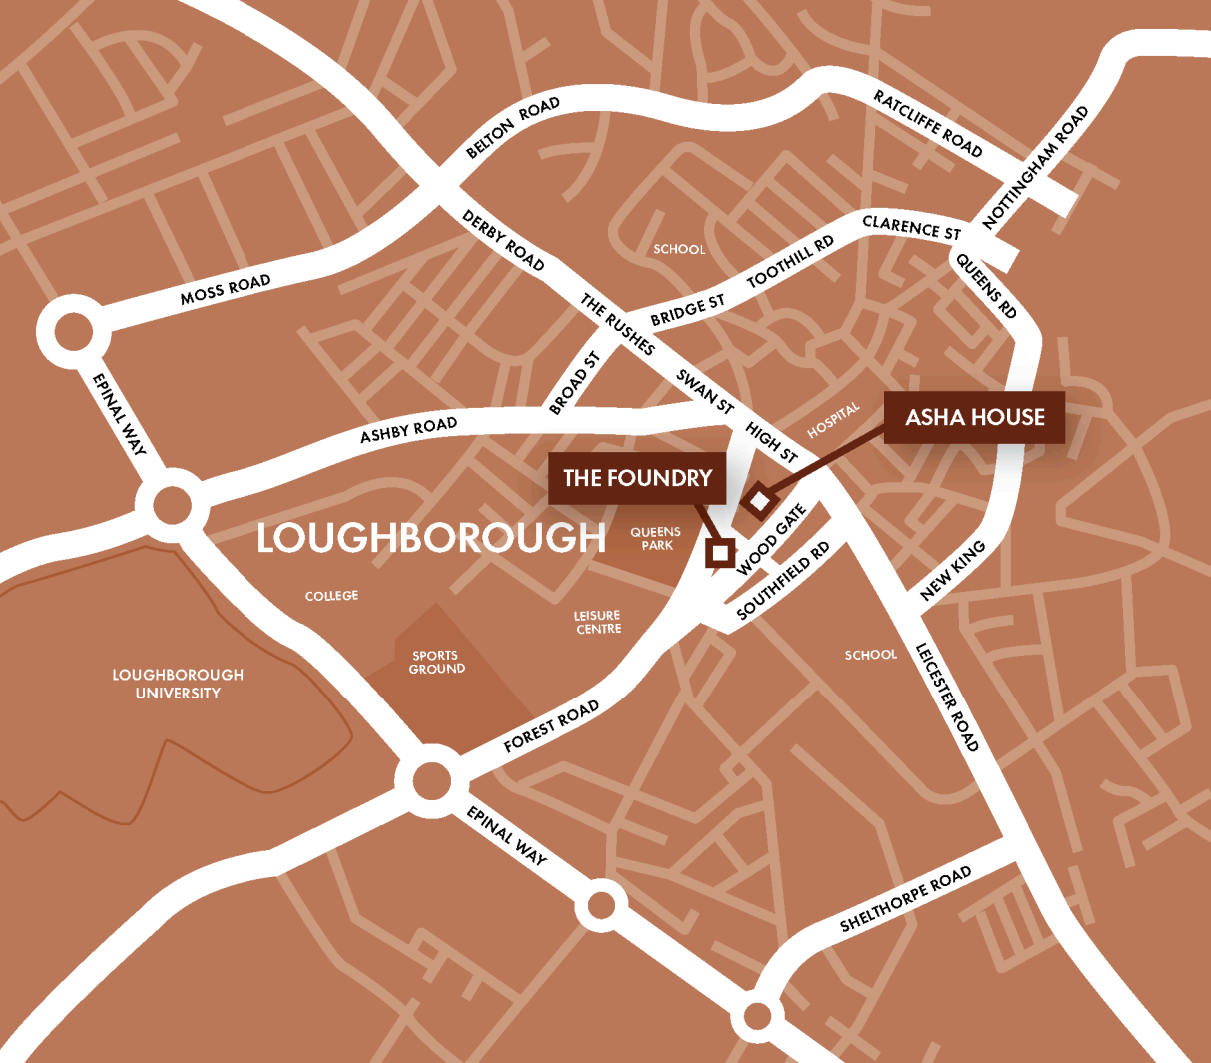 RATCLIFFE ROAD
BELTON ROAD
NOTTINGHAM ROAD
CLARENCE ST
DERBY ROAD
SCHOOL
TOOTHILL RD
QUEENS RD
MOSS ROAD
BRIDGE ST
THE RUSHES
EPINAL WAY
BROAD ST
SWAN ST
ASHBY ROAD
HIGH ST
HOSPITAL
ASHA HOUSE
THE FOUNDRY
LOUGHBOROUGH
QUEENS
PARK
WOOD GATE
SOUTHFIELD RD
NEW KING
COLLEGE
LEISURE
CENTRE
SPORTS
GROUND
SCHOOL
LOUGHBOROUGH
UNIVERSITY
LEICESTER ROAD
FOREST ROAD
EPINAL WAY
SHELTHORPE ROAD